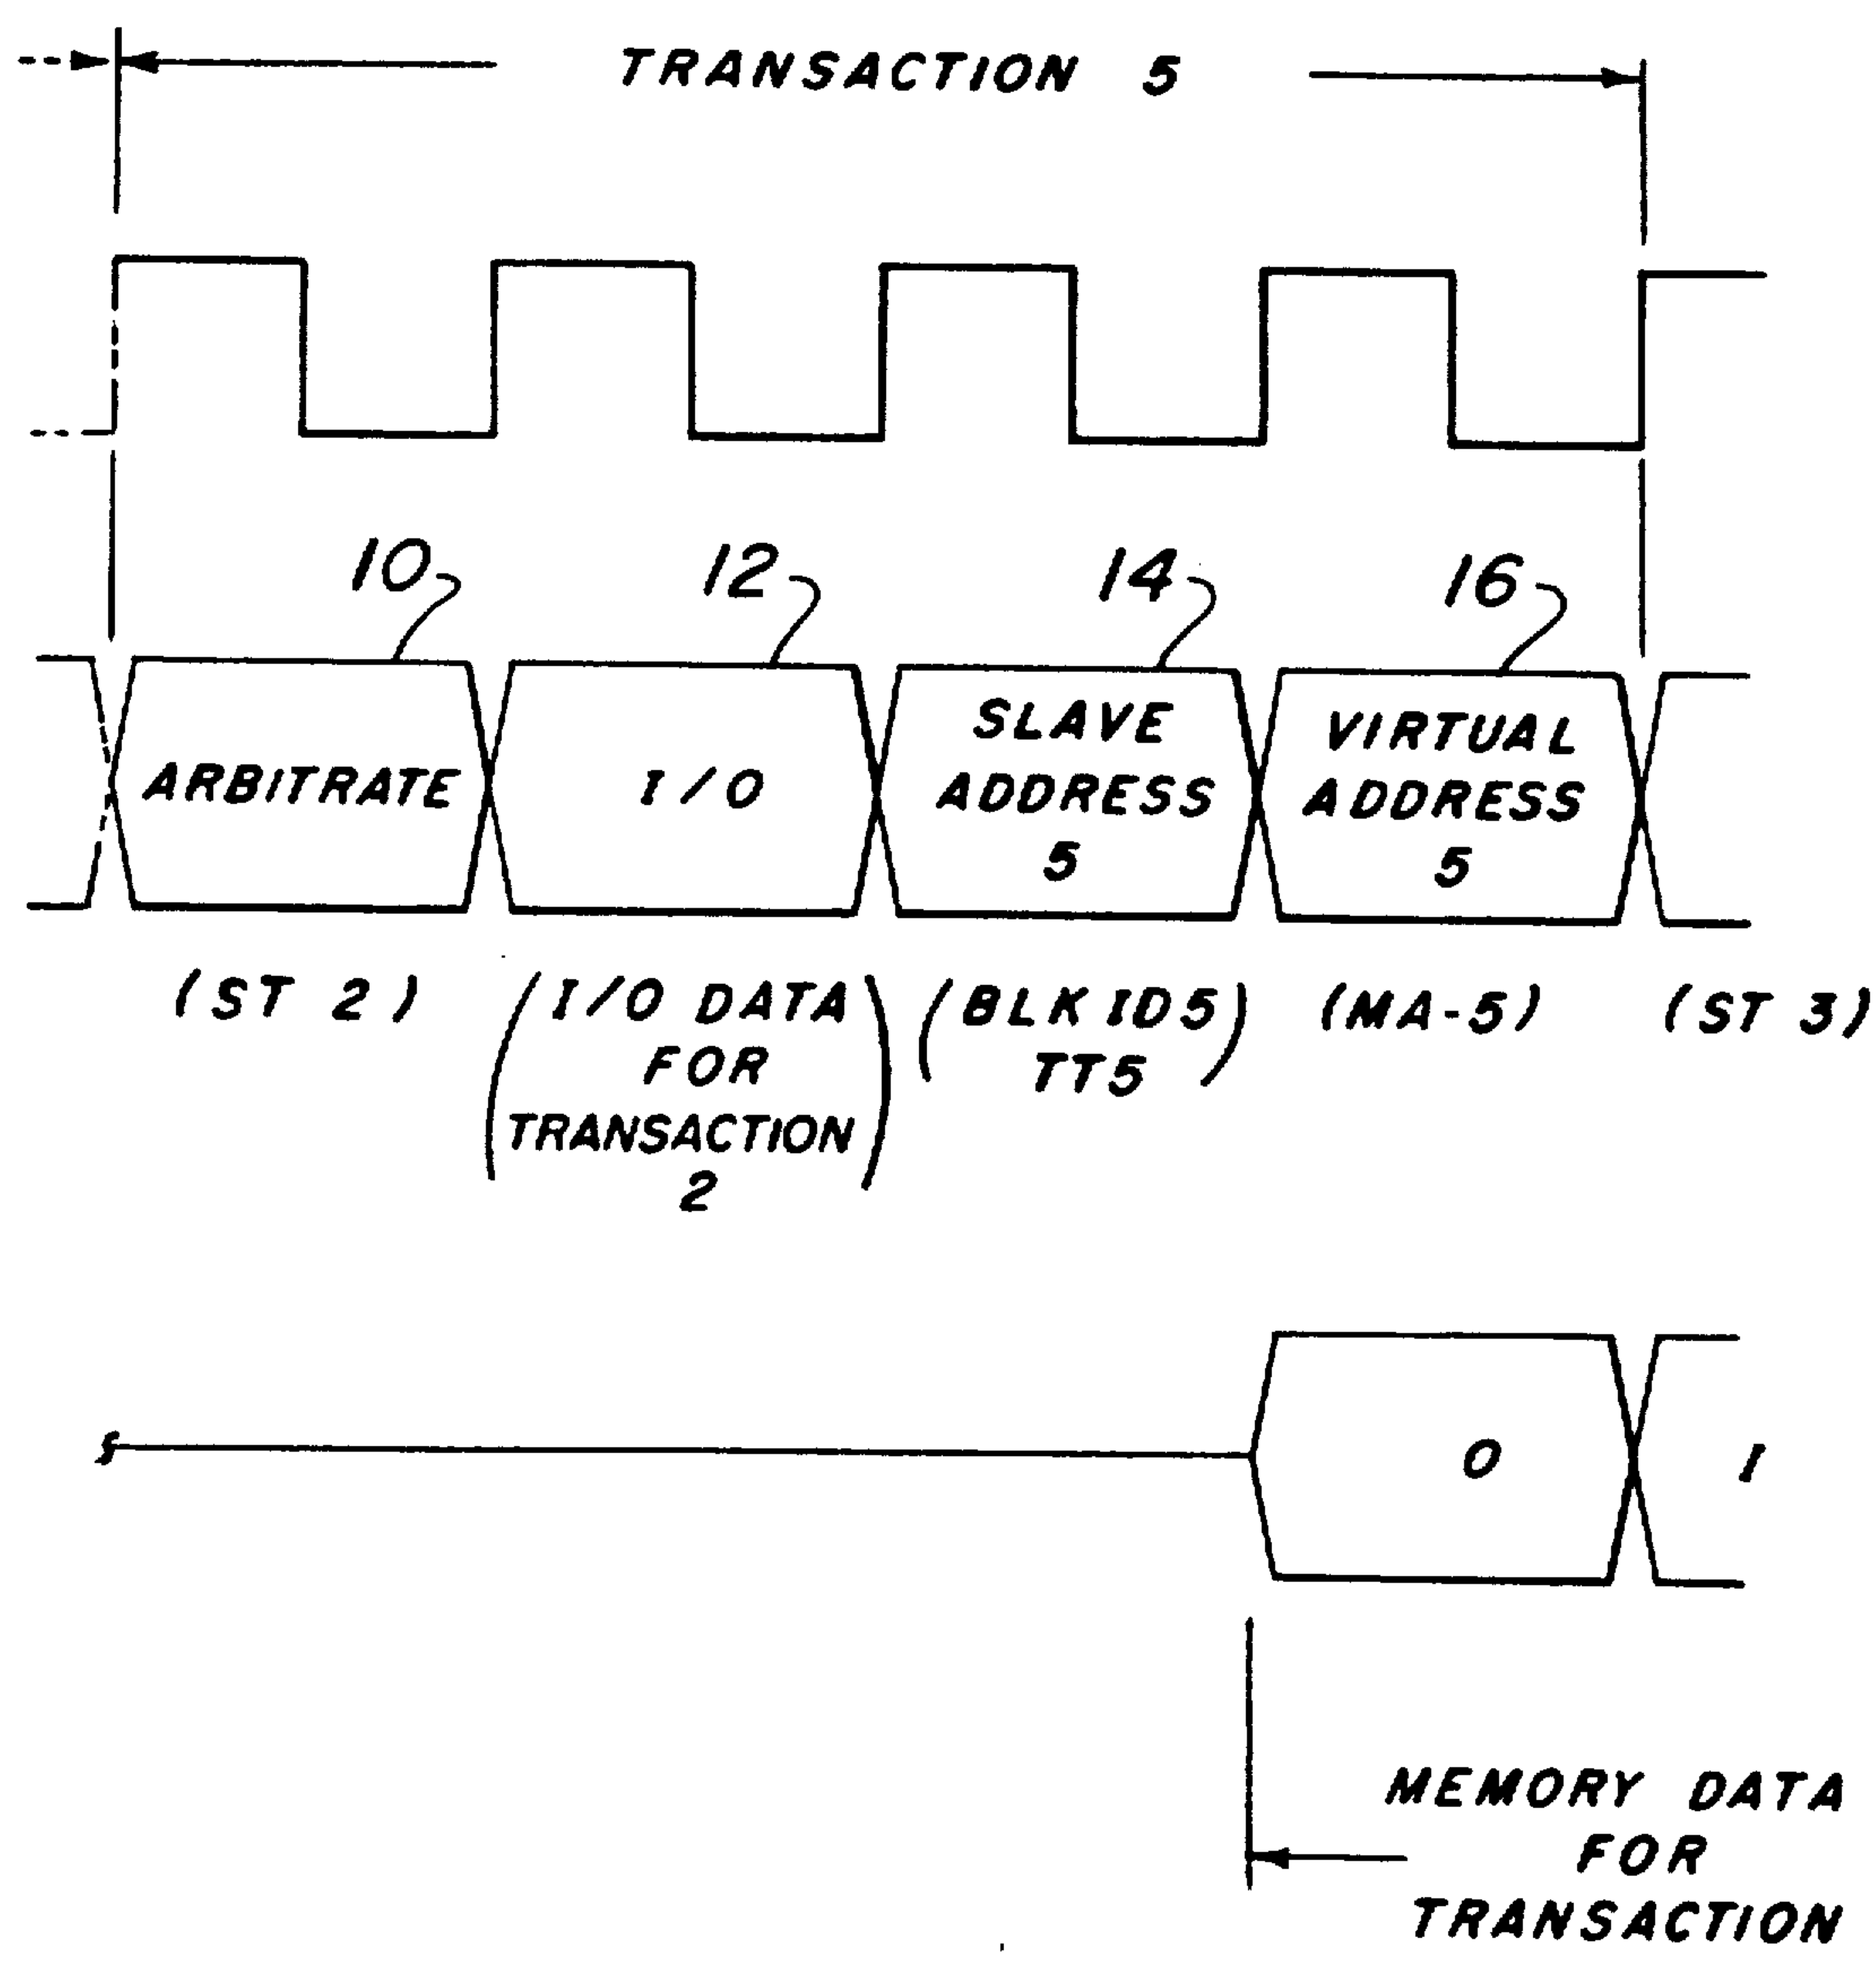 TRANSACTION 5
10 12 14 16
ARBITRATE
I/O
SLAVE
ADDRESS
5
VIRTUAL
ADDRESS
5
(ST 2)
(I/O DATA
FOR
TRANSACTION
2)
(BLK ID5
TT5)
(MA-5)
(ST 3)
0
1
MEMORY DATA
FOR
TRANSACTION